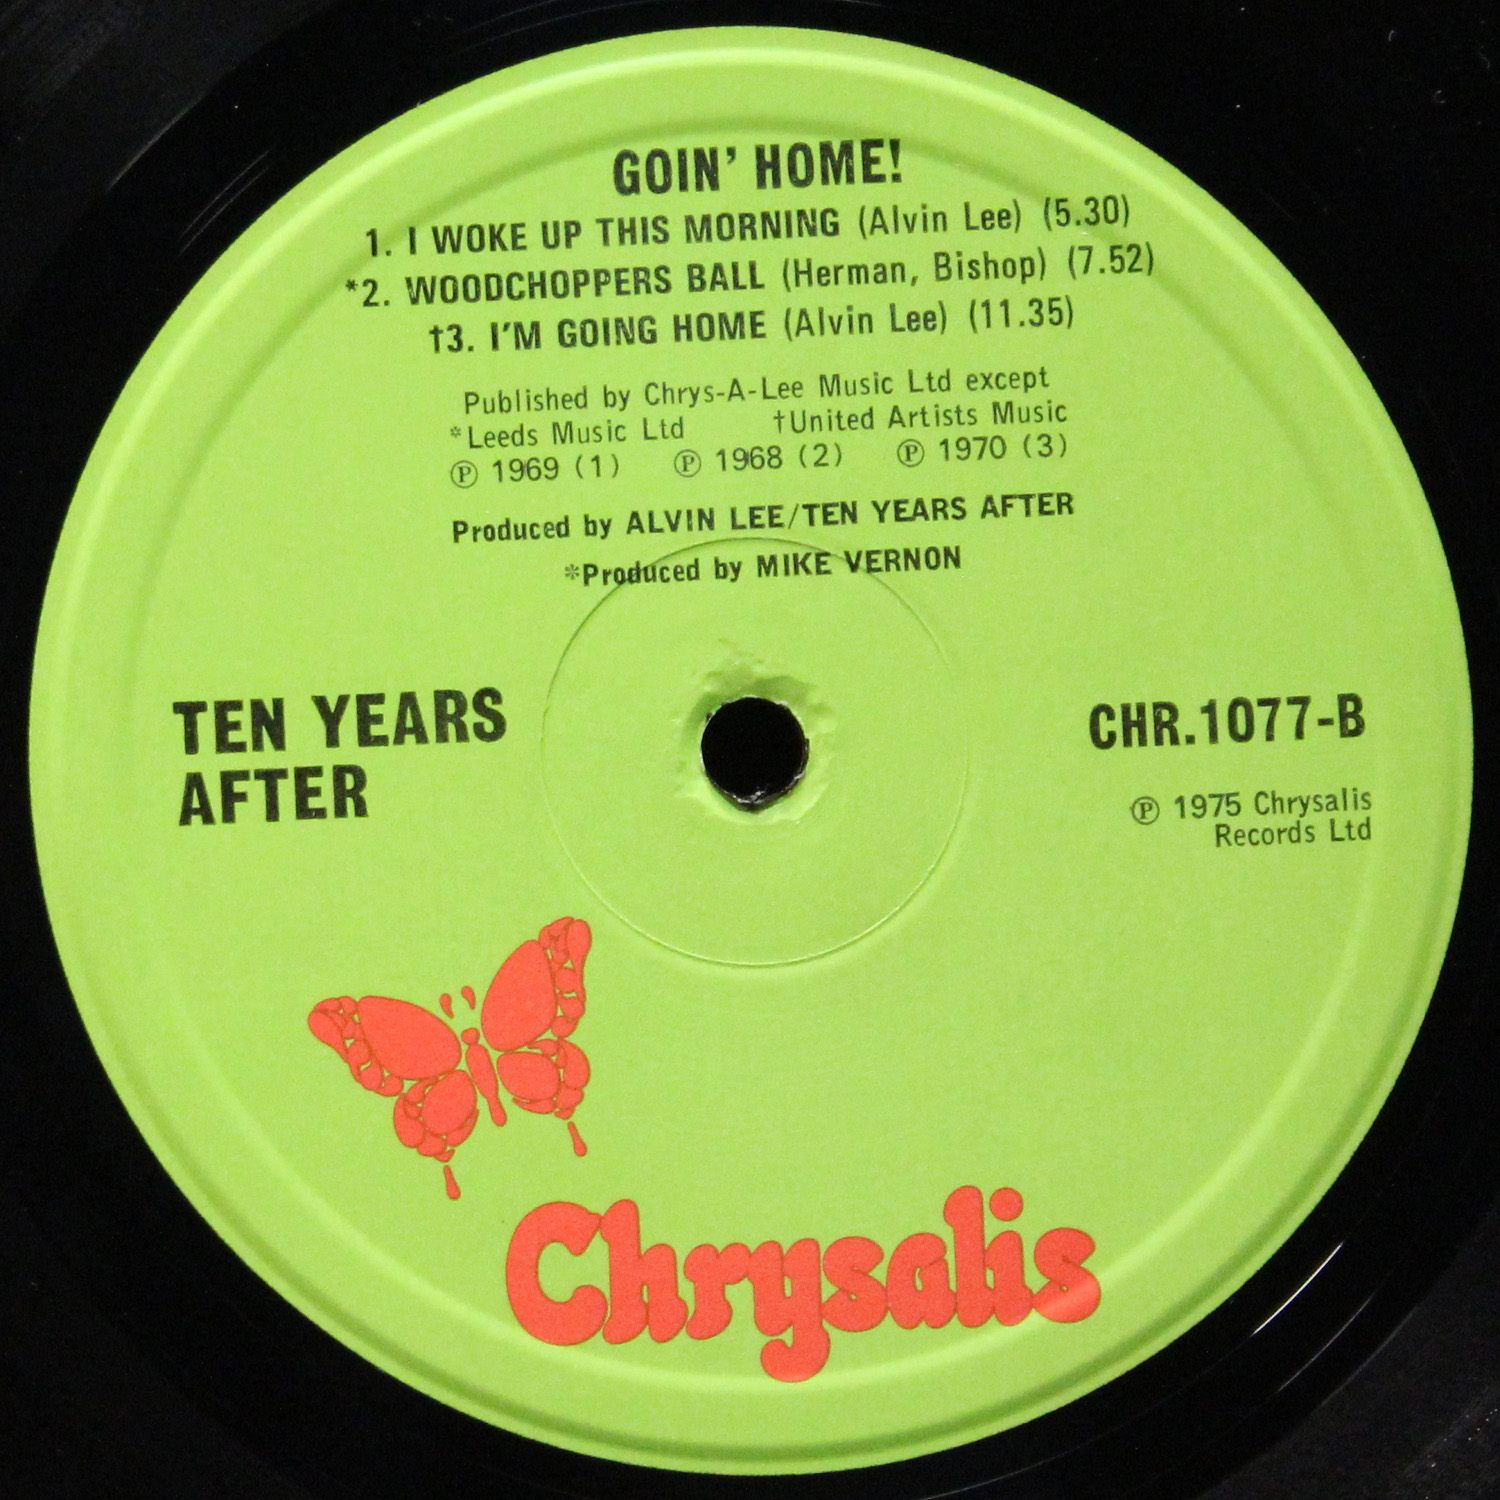 GOIN' HOME!
1. I WOKE UP THIS MORNING (Alvin Lee) (5.30)
*2. WOODCHOPPERS BALL (Herman, Bishop) (7.52)
†3. I'M GOING HOME (Alvin Lee) (11.35)
Published by Chrys-A-Lee Music Ltd except
*Leeds Music Ltd †United Artists Music
℗ 1969 (1) ℗ 1968 (2) ℗ 1970 (3)
Produced by ALVIN LEE/TEN YEARS AFTER
*Produced by MIKE VERNON
TEN YEARS
AFTER
CHR.1077-B
℗ 1975 Chrysalis
Records Ltd
Chrysalis